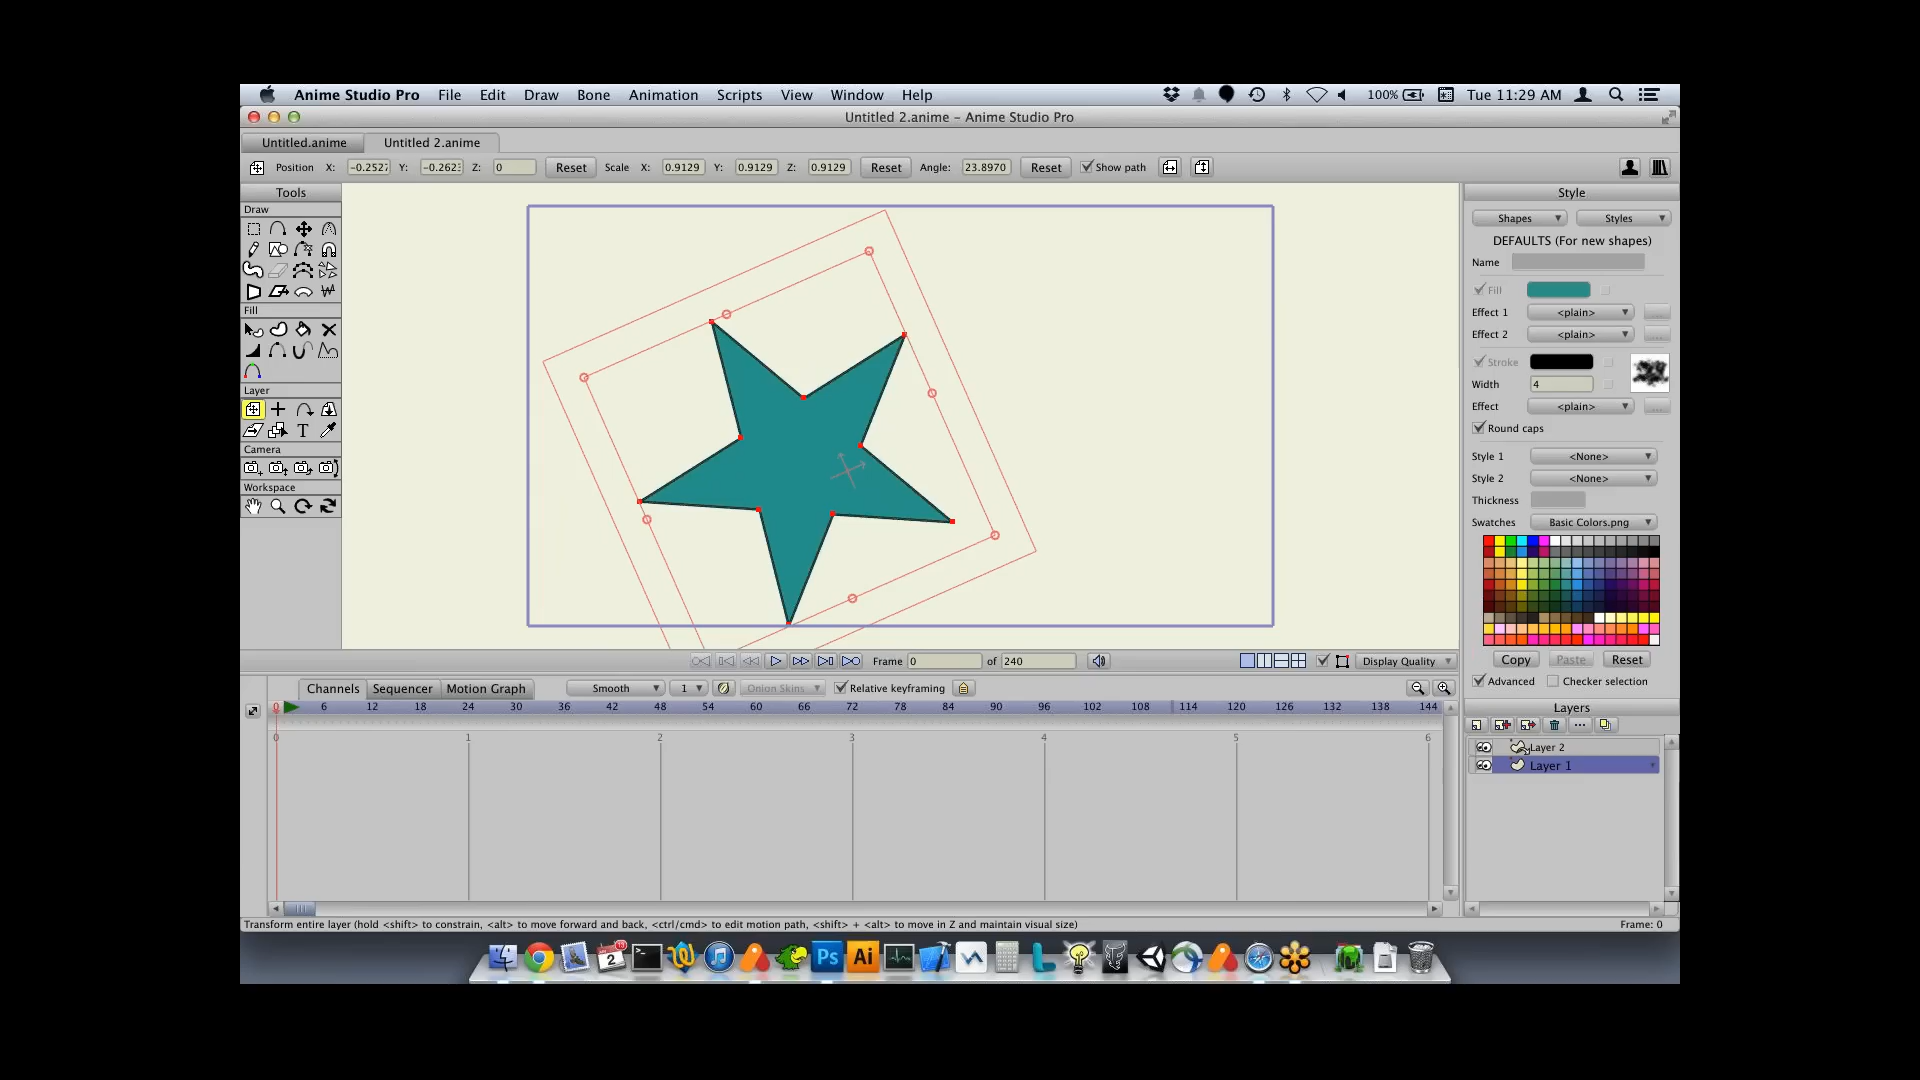 Anime Studio Pro File Edit Draw Bone Animation Scripts View Window Help 100% Tue 11:29 AM
Untitled 2.anime – Anime Studio Pro
Untitled.anime Untitled 2.anime
Position X: -0.2527 Y: -0.262 Z: 0 Reset Scale X: 0.9129 Y: 0.9129 Z: 0.9129 Reset Angle: 23.8970 Reset Show path
Tools
Draw
Fill
Layer
T
Camera
Workspace
Style
Shapes Styles
DEFAULTS (For new shapes)
Name
Fill
Effect 1 <plain> ...
Effect 2 <plain> ...
Stroke
Width 4
Effect <plain> ...
Round caps
Style 1 <None>
Style 2 <None>
Thickness
Swatches Basic Colors.png
Copy Paste Reset
Advanced Checker selection
Layers
Layer 2
Layer 1
Frame 0 of 240 Display Quality
Channels Sequencer Motion Graph Smooth 1 Onion Skins Relative keyframing
0 6 12 18 24 30 36 42 48 54 60 66 72 78 84 90 96 102 108 114 120 126 132 138 144
0 1 2 3 4 5 6
Transform entire layer (hold <shift> to constrain, <alt> to move forward and back, <ctrl/cmd> to edit motion path, <shift> + <alt> to move in Z and maintain visual size) Frame: 0
2 Ps Ai